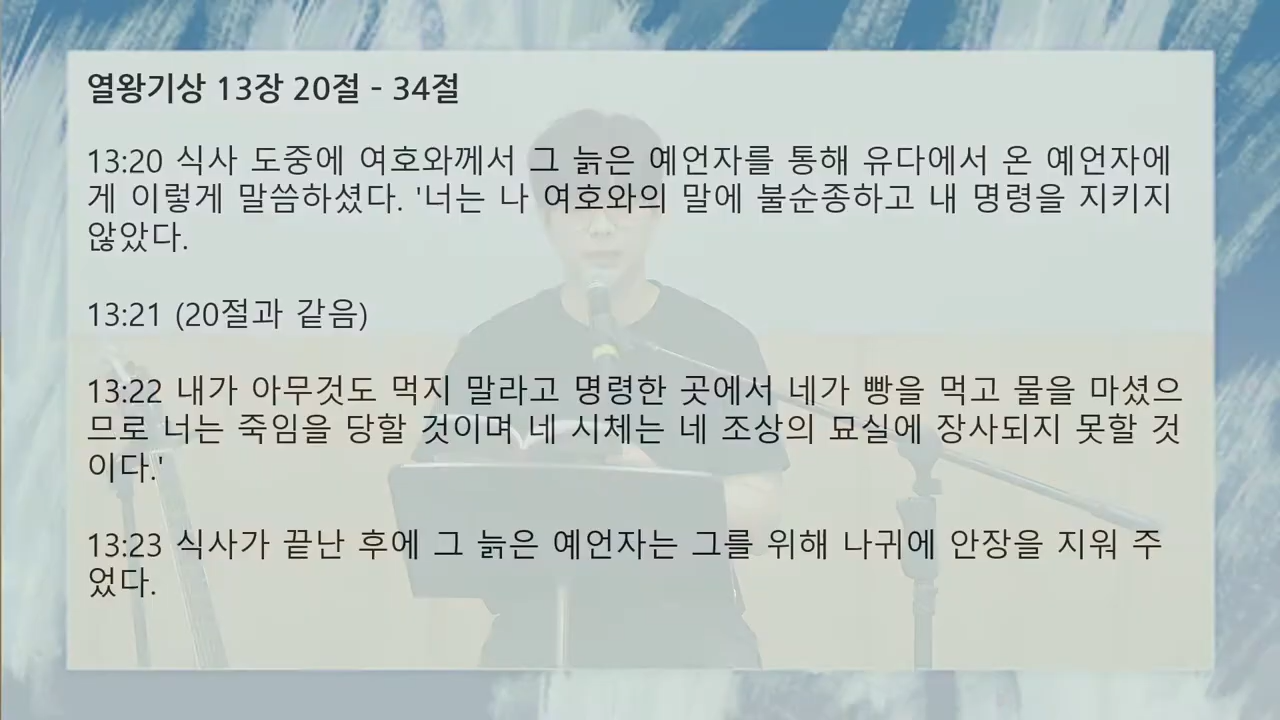 열왕기상 13장 20절 - 34절
13:20 식사 도중에 여호와께서 그 늙은 예언자를 통해 유다에서 온 예언자에
게 이렇게 말씀하셨다. '너는 나 여호와의 말에 불순종하고 내 명령을 지키지
않았다.
13:21 (20절과 같음)
13:22 내가 아무것도 먹지 말라고 명령한 곳에서 네가 빵을 먹고 물을 마셨으
므로 너는 죽임을 당할 것이며 네 시체는 네 조상의 묘실에 장사되지 못할 것
이다.'
13:23 식사가 끝난 후에 그 늙은 예언자는 그를 위해 나귀에 안장을 지워 주
었다.